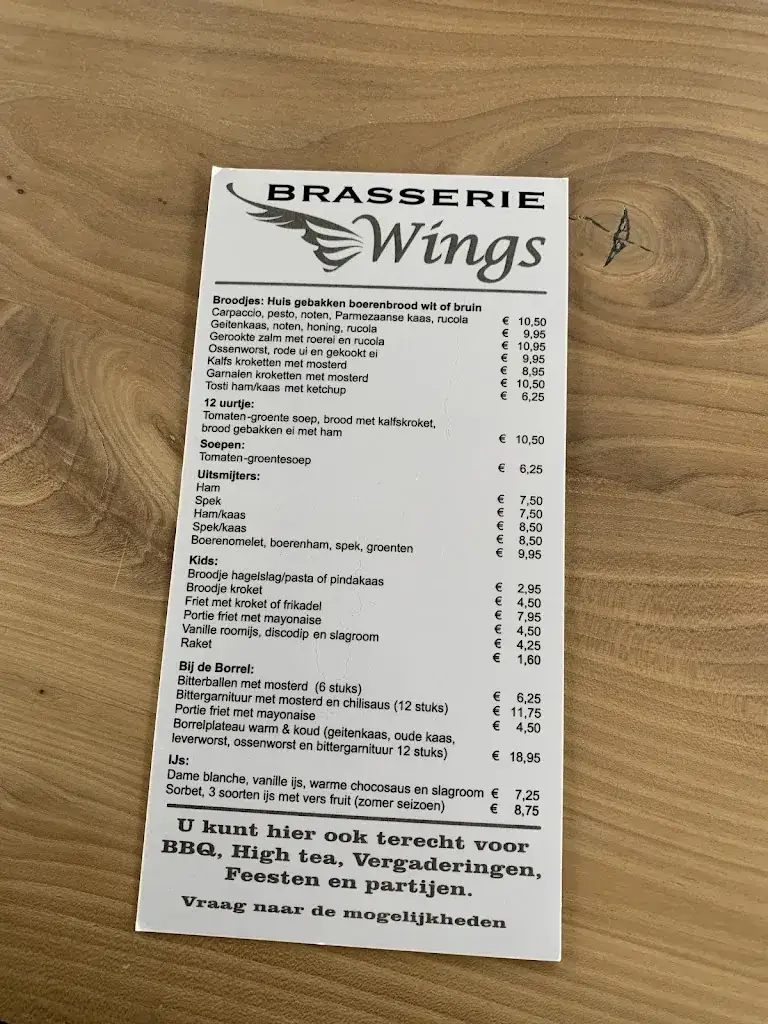 BRASSERIE
Wings
Broodjes: Huis gebakken boerenbrood wit of bruin
Carpaccio, pesto, noten, Parmezaanse kaas, rucola € 10,50
Geitenkaas, noten, honing, rucola € 9,95
Gerookte zalm met roerei en rucola € 10,95
Ossenworst, rode ui en gekookt ei € 9,95
Kalfs kroketten met mosterd € 8,95
Garnalen kroketten met mosterd € 10,50
Tosti ham/kaas met ketchup € 6,25
12 uurtje:
Tomaten-groente soep, brood met kalfskroket,
brood gebakken ei met ham € 10,50
Soepen:
Tomaten-groentesoep € 6,25
Uitsmijters:
Ham € 7,50
Spek € 7,50
Ham/kaas € 8,50
Spek/kaas € 8,50
Boerenomelet, boerenham, spek, groenten € 9,95
Kids:
Broodje hagelslag/pasta of pindakaas € 2,95
Broodje kroket € 4,50
Friet met kroket of frikadel € 7,95
Portie friet met mayonaise € 4,50
Vanille roomijs, discodip en slagroom € 4,25
Raket € 1,60
Bij de Borrel:
Bitterballen met mosterd (6 stuks) € 6,25
Bittergarnituur met mosterd en chilisaus (12 stuks) € 11,75
Portie friet met mayonaise € 4,50
Borrelplateau warm & koud (geitenkaas, oude kaas,
leverworst, ossenworst en bittergarnituur 12 stuks) € 18,95
IJs:
Dame blanche, vanille ijs, warme chocosaus en slagroom € 7,25
Sorbet, 3 soorten ijs met vers fruit (zomer seizoen) € 8,75
U kunt hier ook terecht voor
BBQ, High tea, Vergaderingen,
Feesten en partijen.
Vraag naar de mogelijkheden